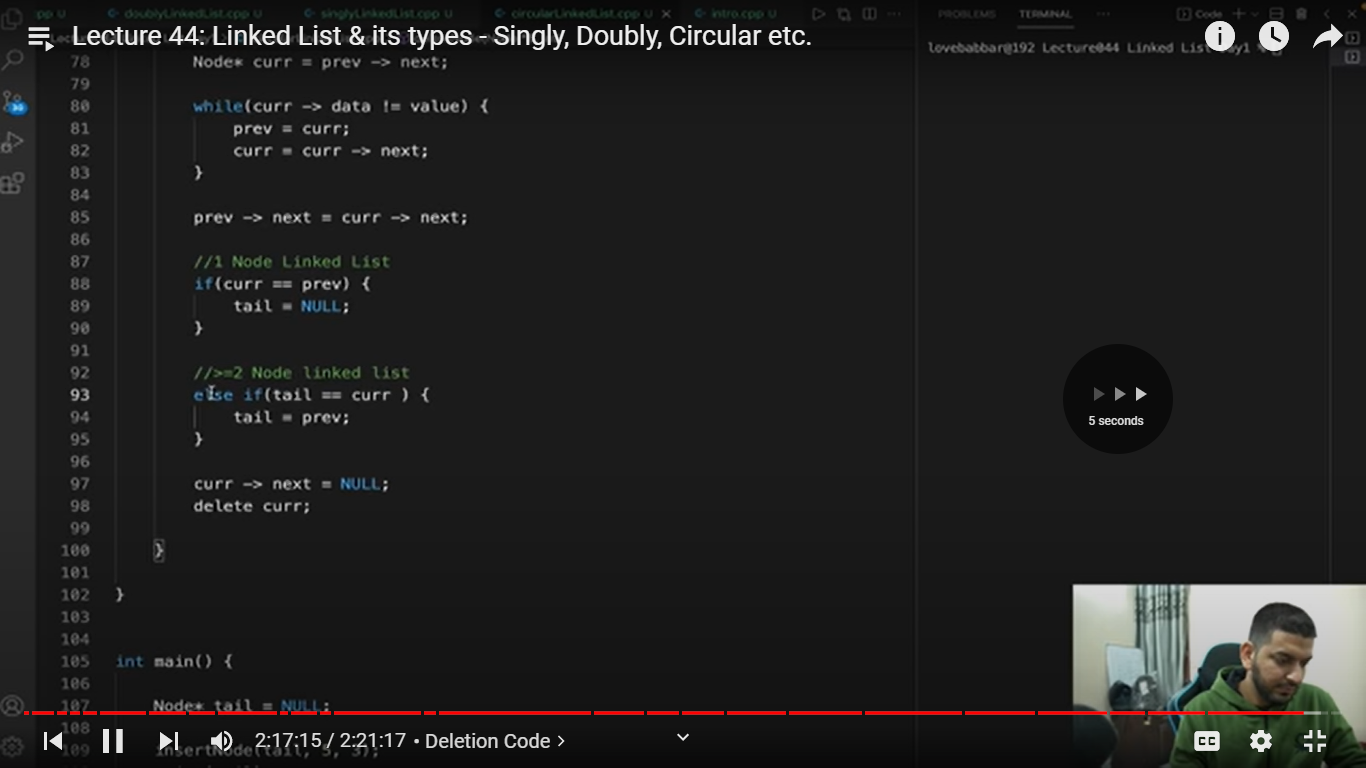 pp U doublyLinkedList.cpp U singlyLinkedList.cpp U circularLinkedList.cpp U intro.cpp U PROBLEMS TERMINAL ... Code
Lecture 44: Linked List & its types - Singly, Doubly, Circular etc.
lovebabbar@192 Lecture044 Linked List
78 Node* curr = prev -> next;
79
80 while(curr -> data != value) {
81 prev = curr;
82 curr = curr -> next;
83 }
84
85 prev -> next = curr -> next;
86
87 //1 Node Linked List
88 if(curr == prev) {
89 tail = NULL;
90 }
91
92 //>=2 Node linked list
93 else if(tail == curr ) {
94 tail = prev;
95 }
96
97 curr -> next = NULL;
98 delete curr;
99
100 }
101
102 }
103
104
105 int main() {
106
107 Node* tail = NULL;
108
109 insertNode(tail, 5, 3);
5 seconds
2:17:15 / 2:21:17 • Deletion Code >
CC